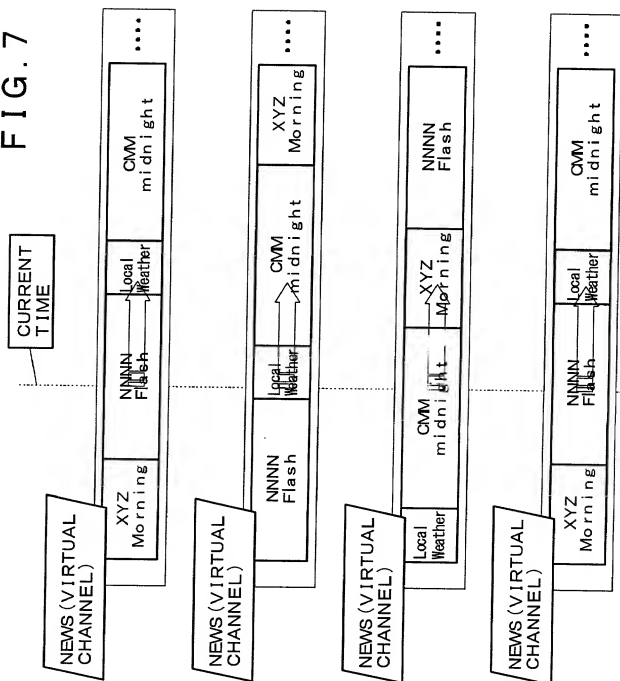 FIG. 7
CURRENT
TIME
NEWS (VIRTUAL
CHANNEL)
XYZ
Morning
NNNN
Flash
Local
Weather
CMM
midnight
....
NEWS (VIRTUAL
CHANNEL)
NNNN
Flash
Local
Weather
CMM
midnight
XYZ
Morning
....
NEWS (VIRTUAL
CHANNEL)
Local
Weather
CMM
midnight
XYZ
Morning
NNNN
Flash
....
NEWS (VIRTUAL
CHANNEL)
XYZ
Morning
NNNN
Flash
Local
Weather
CMM
midnight
....